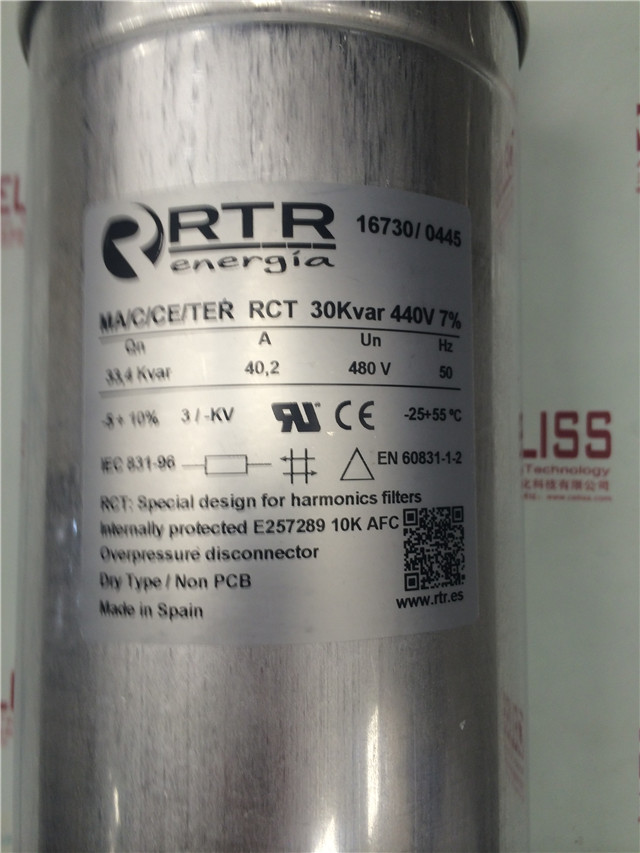 RTR
energía
16730/0445
MA/C/CE/TER RCT 30Kvar 440V 7%
Qn A Un Hz
33,4 Kvar 40,2 480 V 50
-5 + 10% 3 / -KV CE -25+55 ºC
IEC 831-96 EN 60831-1-2
RCT: Special design for harmonics filters
Internally protected E257289 10K AFC
Overpressure disconnector
Dry Type / Non PCB
Made in Spain
www.rtr.es
LISS
Technology